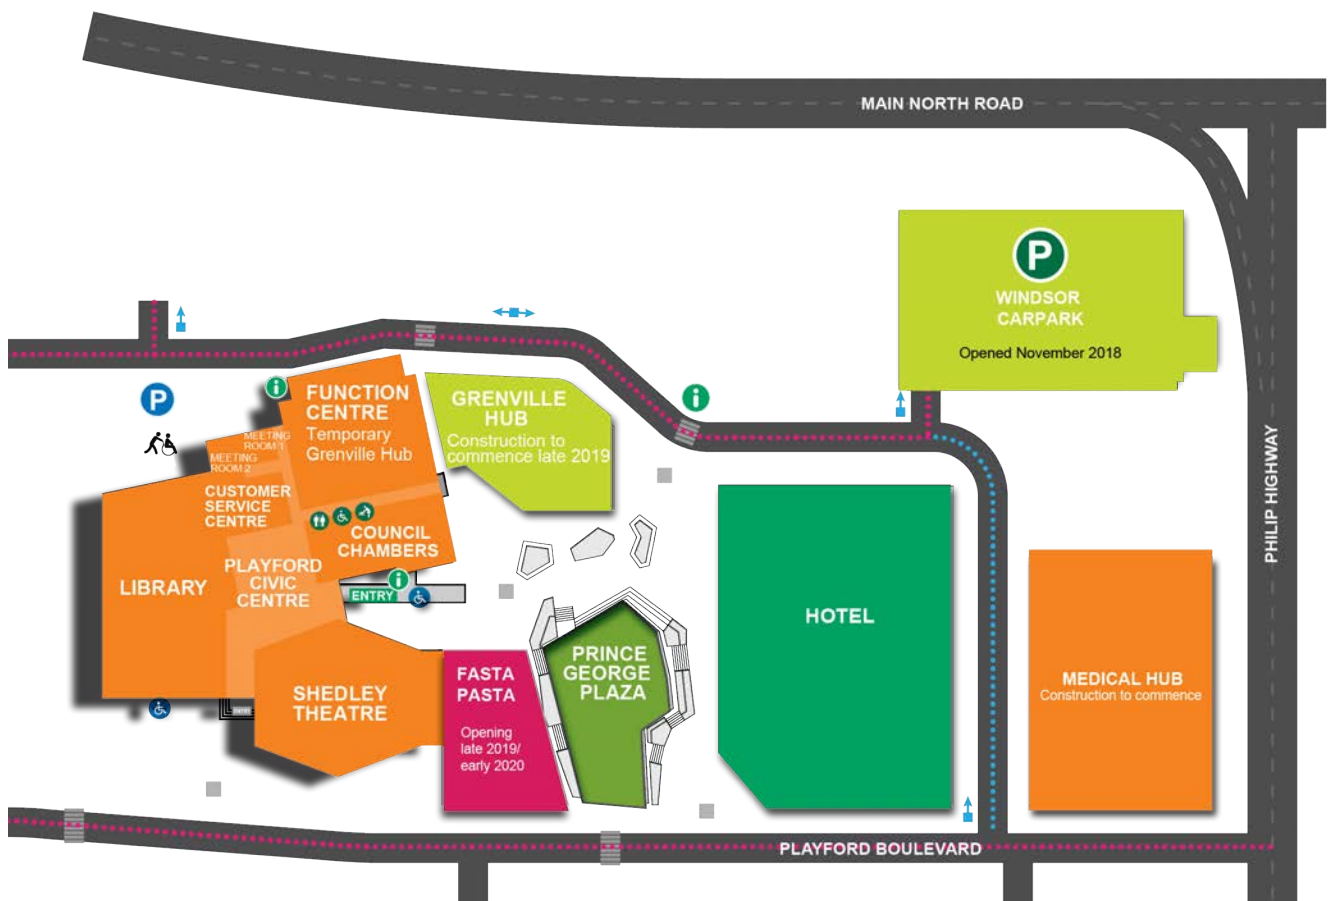 MAIN NORTH ROAD
P
WINDSOR
CARPARK
Opened November 2018
PHILIP HIGHWAY
P
i
FUNCTION
CENTRE
Temporary
Grenville Hub
GRENVILLE
HUB
Construction to
commence late 2019
i
MEETING
ROOM 1
MEETING
ROOM 2
CUSTOMER
SERVICE
CENTRE
COUNCIL
CHAMBERS
PLAYFORD
CIVIC
CENTRE
LIBRARY
i
ENTRY
HOTEL
PRINCE
GEORGE
PLAZA
FASTA
PASTA
Opening
late 2019/
early 2020
SHEDLEY
THEATRE
ENTRY
MEDICAL HUB
Construction to commence
PLAYFORD BOULEVARD